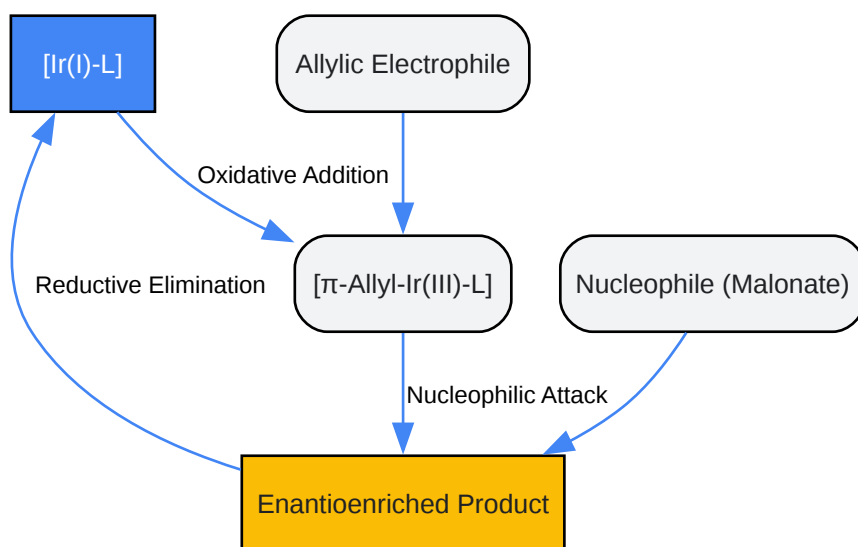 [Ir(I)-L]
Allylic Electrophile
Oxidative Addition
[π-Allyl-Ir(III)-L]
Nucleophile (Malonate)
Reductive Elimination
Nucleophilic Attack
Enantioenriched Product